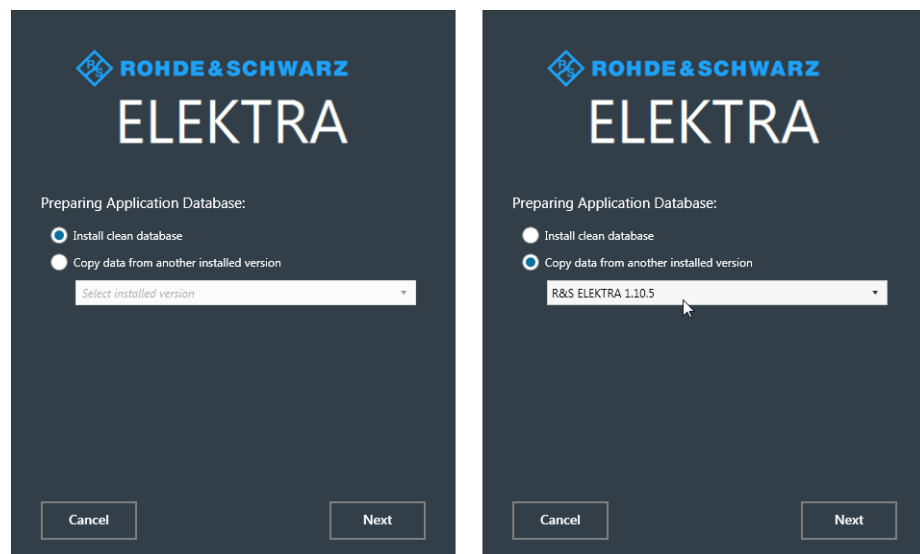 R S ROHDE&SCHWARZ
ELEKTRA
Preparing Application Database:
Install clean database
Copy data from another installed version
Select installed version
Cancel
Next
R S ROHDE&SCHWARZ
ELEKTRA
Preparing Application Database:
Install clean database
Copy data from another installed version
R&S ELEKTRA 1.10.5
Cancel
Next